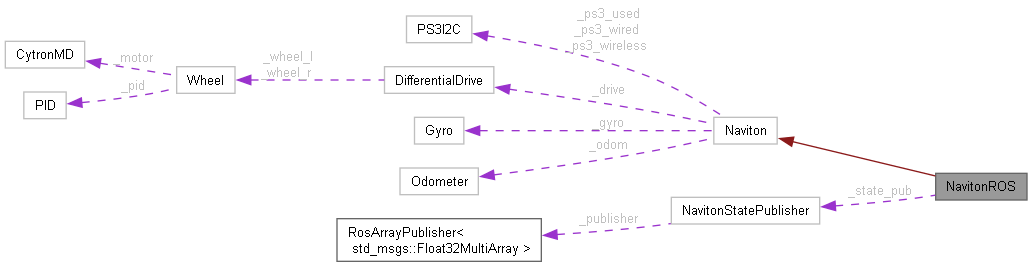 PS3I2C
_ps3_used
_ps3_wired
_ps3_wireless
CytronMD
_motor
_wheel_l
_wheel_r
Wheel
DifferentialDrive
_drive
_pid
PID
Gyro
_gyro
Naviton
_odom
Odometer
NavitonROS
_state_pub
NavitonStatePublisher
_publisher
RosArrayPublisher<
std_msgs::Float32MultiArray >